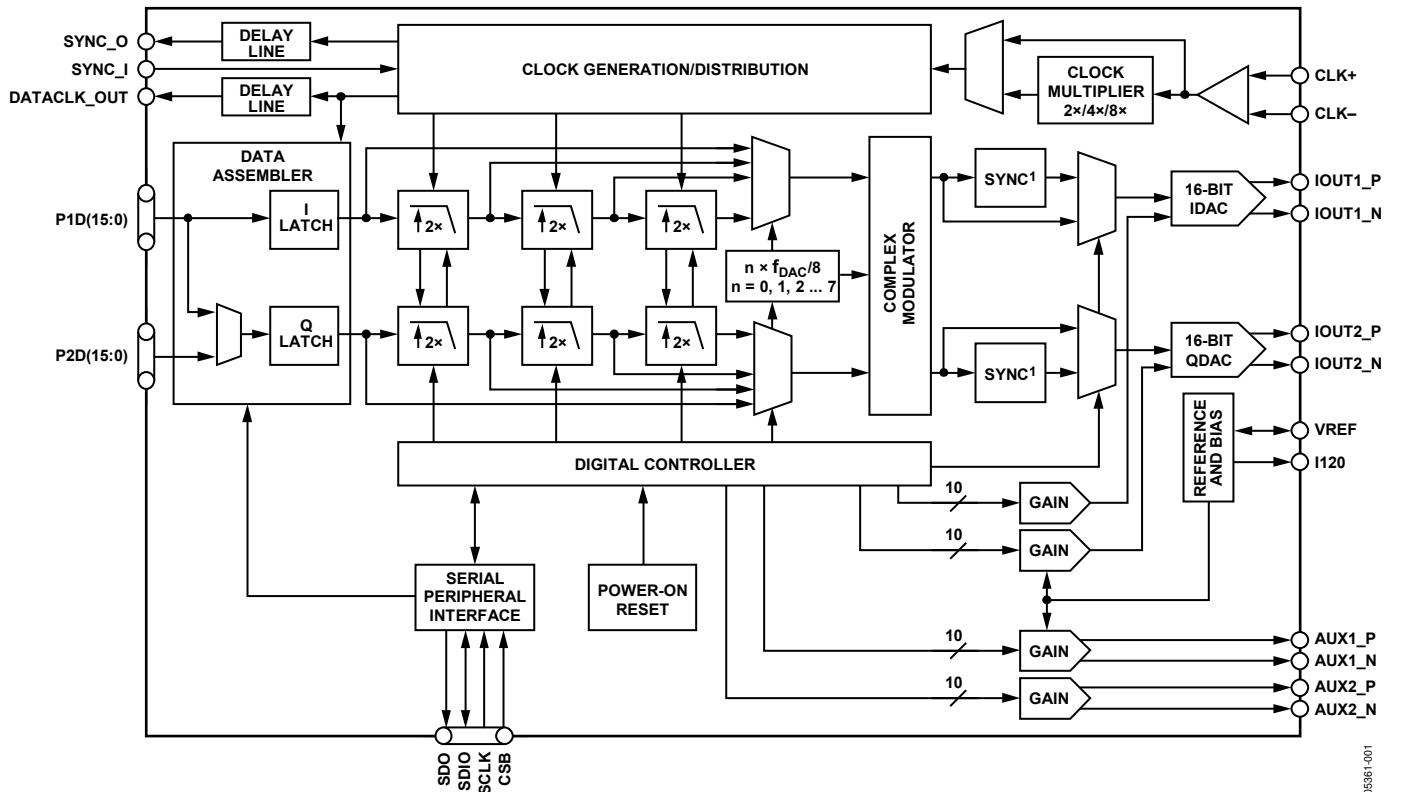 SYNC_O
DELAY
LINE
SYNC_I
DATACLK_OUT
DELAY
LINE
CLOCK GENERATION/DISTRIBUTION
CLOCK
MULTIPLIER
2×/4×/8×
CLK+
CLK–
DATA
ASSEMBLER
P1D(15:0)
I
LATCH
2×
2×
2×
n × fDAC/8
n = 0, 1, 2 ... 7
COMPLEX
MODULATOR
SYNC1
16-BIT
IDAC
IOUT1_P
IOUT1_N
P2D(15:0)
Q
LATCH
2×
2×
2×
SYNC1
16-BIT
QDAC
IOUT2_P
IOUT2_N
DIGITAL CONTROLLER
REFERENCE
AND BIAS
VREF
I120
10
GAIN
10
GAIN
SERIAL
PERIPHERAL
INTERFACE
POWER-ON
RESET
10
GAIN
AUX1_P
AUX1_N
10
GAIN
AUX2_P
AUX2_N
SDO
SDIO
SCLK
CSB
05361-001